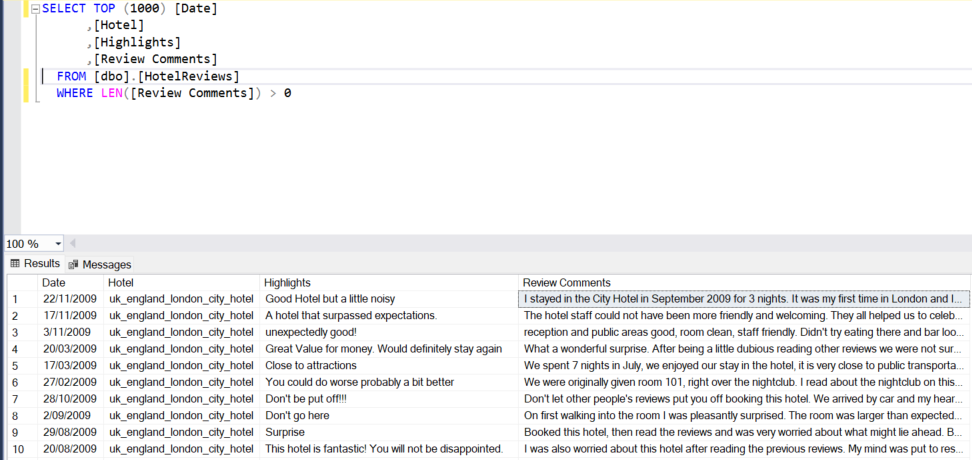 SELECT TOP (1000) [Date]
,[Hotel]
,[Highlights]
,[Review Comments]
FROM [dbo].[HotelReviews]
WHERE LEN([Review Comments]) > 0
100 %
Results Messages
Date Hotel Highlights Review Comments
1 22/11/2009 uk_england_london_city_hotel Good Hotel but a little noisy I stayed in the City Hotel in September 2009 for 3 nights. It was my first time in London and I...
2 17/11/2009 uk_england_london_city_hotel A hotel that surpassed expectations. The hotel staff could not have been more friendly and welcoming. They all helped us to celeb...
3 3/11/2009 uk_england_london_city_hotel unexpectedly good! reception and public areas good, room clean, staff friendly. Didn't try eating there and bar loo...
4 20/03/2009 uk_england_london_city_hotel Great Value for money. Would definitely stay again What a wonderful surprise. After being a little dubious reading other reviews we were not sur...
5 17/03/2009 uk_england_london_city_hotel Close to attractions We spent 7 nights in July, we enjoyed our stay in the hotel, it is very close to public transporta...
6 27/02/2009 uk_england_london_city_hotel You could do worse probably a bit better We were originally given room 101, right over the nightclub. I read about the nightclub on this...
7 28/10/2009 uk_england_london_city_hotel Don't be put off!!! Don't let other people's reviews put you off booking this hotel. We arrived by car and my hear...
8 2/09/2009 uk_england_london_city_hotel Don't go here On first walking into the room I was pleasantly surprised. The room was larger than expected...
9 29/08/2009 uk_england_london_city_hotel Surprise Booked this hotel, then read the reviews and was very worried about what might lie ahead. B...
10 20/08/2009 uk_england_london_city_hotel This hotel is fantastic! You will not be disappointed. I was also worried about this hotel after reading the previous reviews. My mind was put to res...